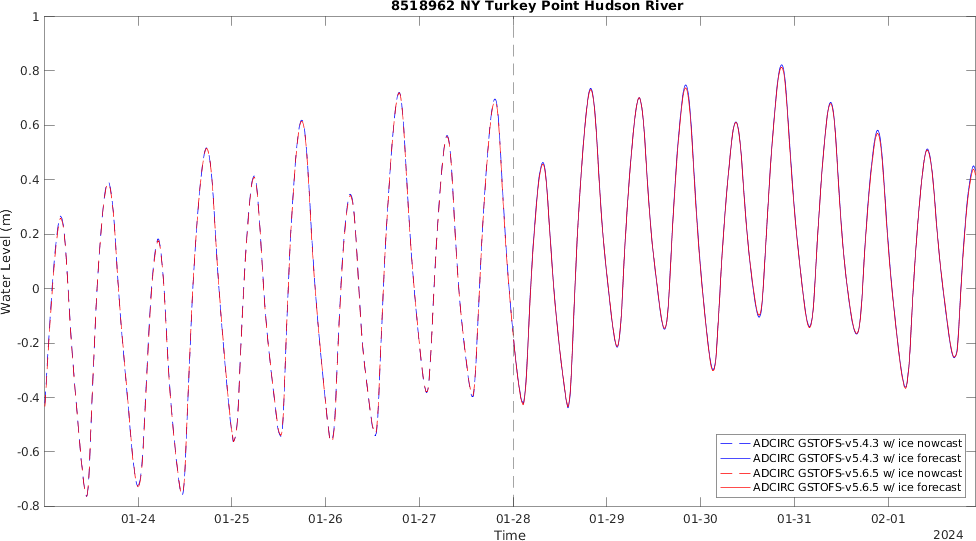 8518962 NY Turkey Point Hudson River
1
0.8
0.6
0.4
0.2
0
-0.2
-0.4
-0.6
-0.8
Water Level (m)
01-24 01-25 01-26 01-27 01-28 01-29 01-30 01-31 02-01
Time
2024
ADCIRC GSTOFS-v5.4.3 w/ ice nowcast
ADCIRC GSTOFS-v5.4.3 w/ ice forecast
ADCIRC GSTOFS-v5.6.5 w/ ice nowcast
ADCIRC GSTOFS-v5.6.5 w/ ice forecast